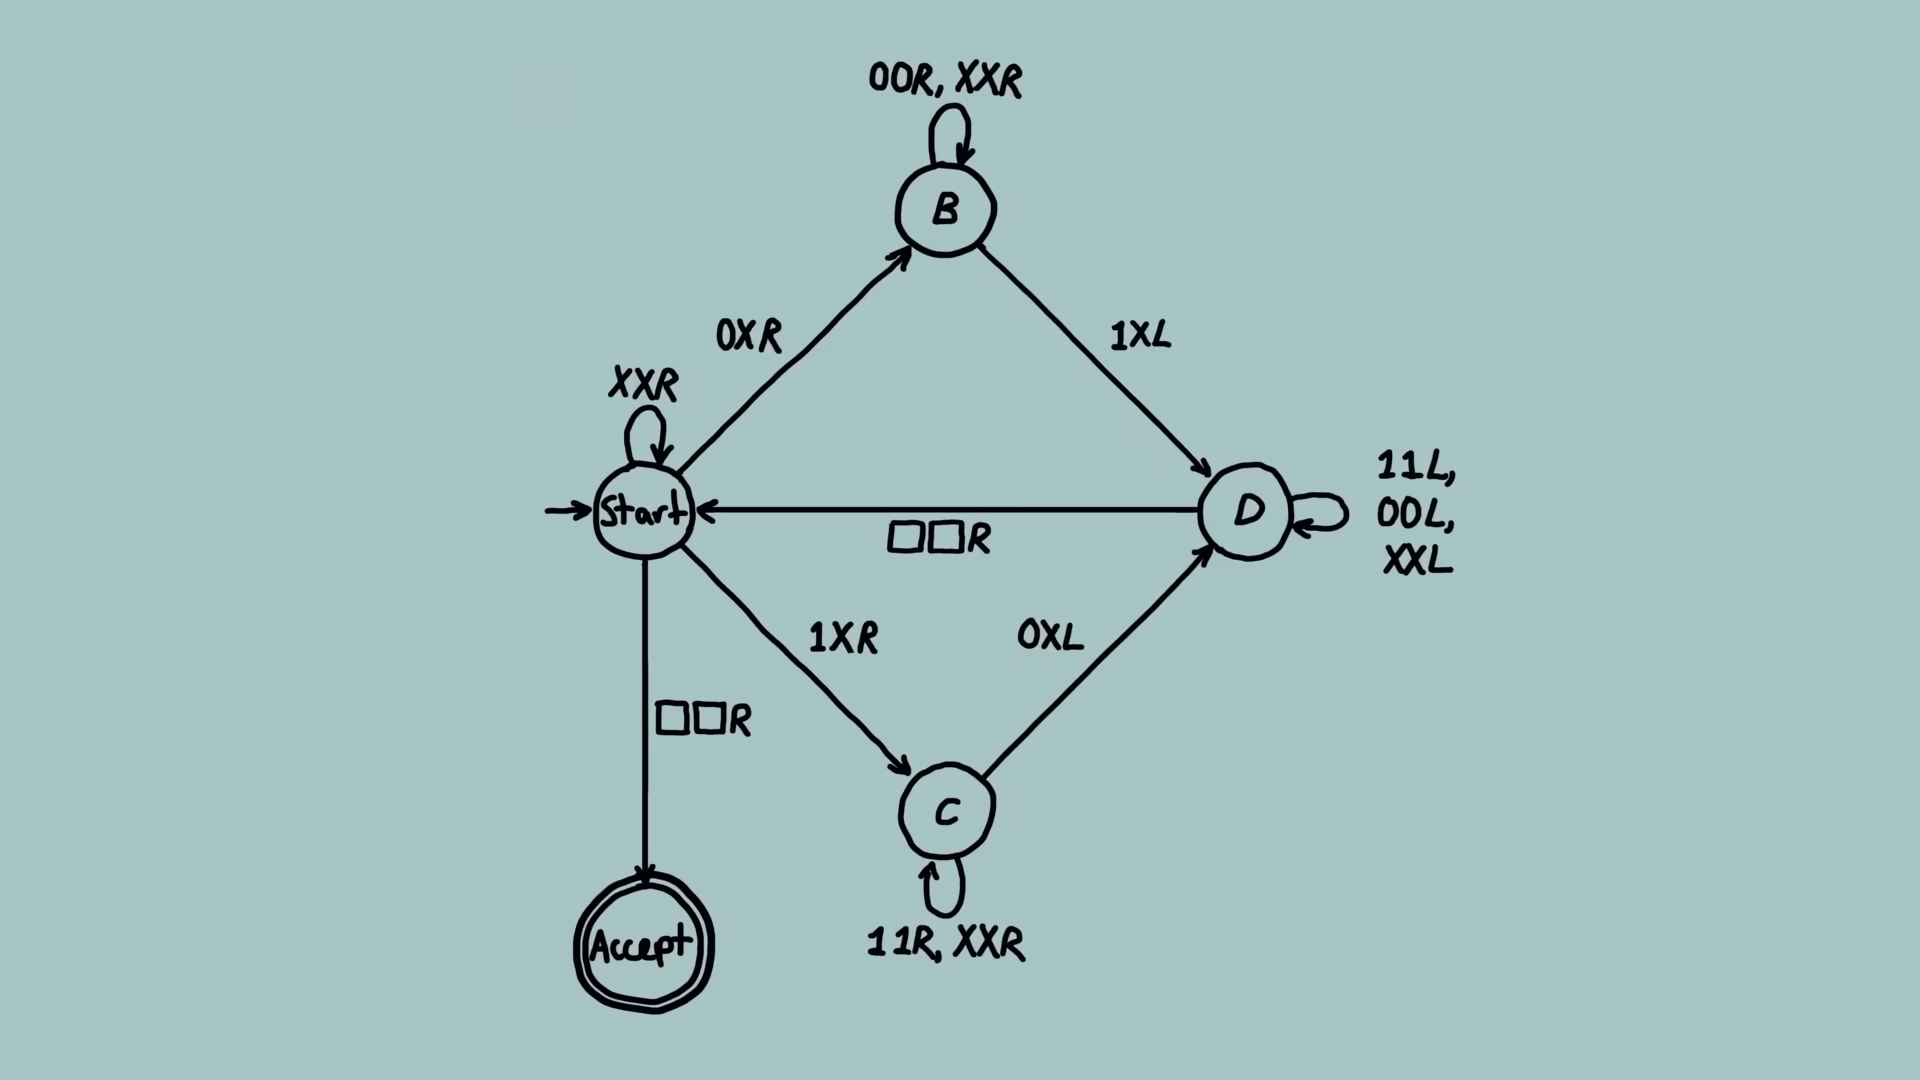 00R, XXR
B
0XR
1XL
XXR
Start
D
11L,
00L,
XXL
□□R
1XR
0XL
□□R
C
Accept
11R, XXR